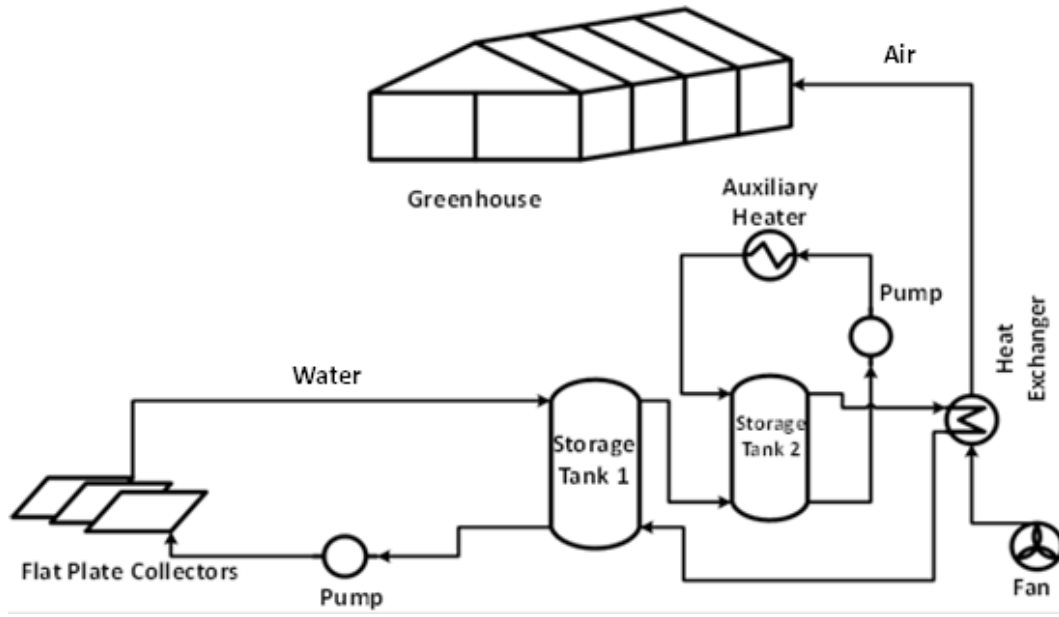 Air
Greenhouse
Auxiliary
Heater
Pump
Heat
Exchanger
Water
Storage
Tank 1
Storage
Tank 2
Flat Plate Collectors
Pump
Fan